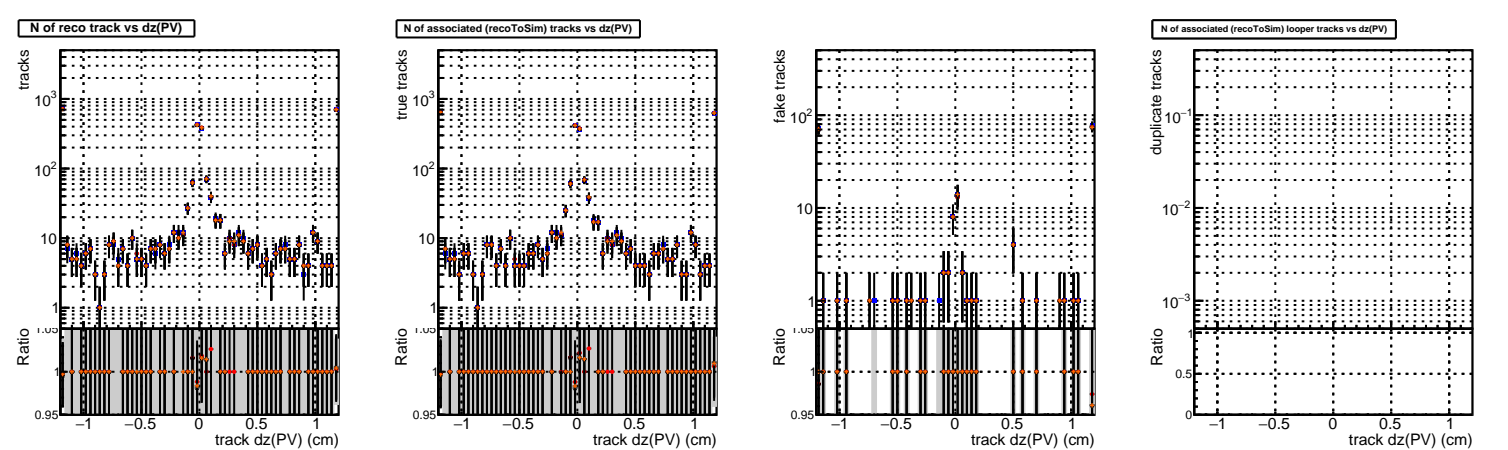 N of reco track vs dz(PV)
tracks
10³
10²
10
1
Ratio
1.05
1
0.95
−1 −0.5 0 0.5 1
track dz(PV) (cm)
N of associated (recoToSim) tracks vs dz(PV)
true tracks
10³
10²
10
1
Ratio
1.05
1
0.95
−1 −0.5 0 0.5 1
track dz(PV) (cm)
fake tracks
10²
10
1
Ratio
1.05
1
0.95
−1 −0.5 0 0.5 1
track dz(PV) (cm)
N of associated (recoToSim) looper tracks vs dz(PV)
duplicate tracks
10⁻¹
10⁻²
10⁻³
Ratio
1
0.5
0
−1 −0.5 0 0.5 1
track dz(PV) (cm)